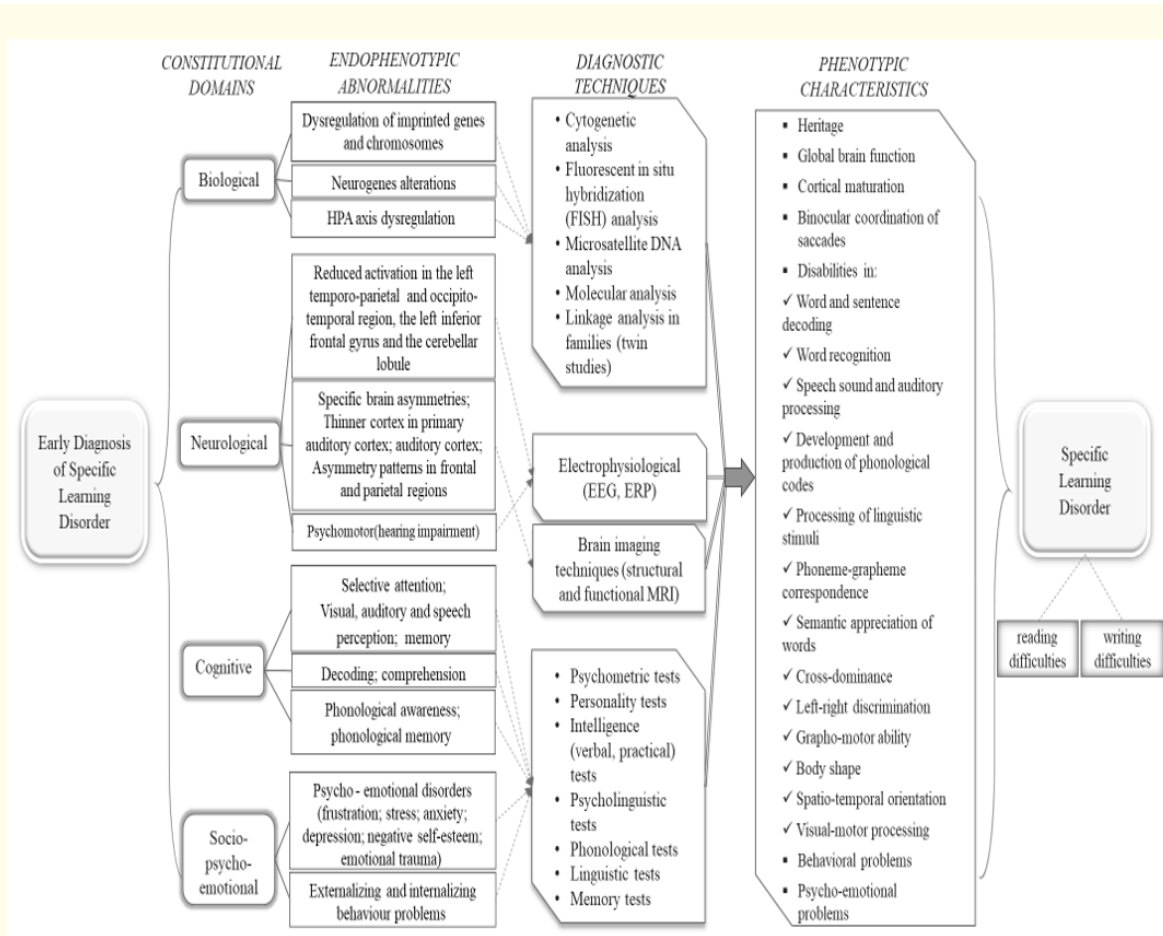 CONSTITUTIONAL
DOMAINS
ENDOPHENOTYPIC
ABNORMALITIES
DIAGNOSTIC
TECHNIQUES
PHENOTYPIC
CHARACTERISTICS
Early Diagnosis
of Specific
Learning
Disorder
Biological
Neurological
Cognitive
Socio-
psycho-
emotional
Dysregulation of imprinted genes
and chromosomes
Neurogenes alterations
HPA axis dysregulation
Reduced activation in the left
temporo-parietal and occipito-
temporal region, the left inferior
frontal gyrus and the cerebellar
lobule
Specific brain asymmetries;
Thinner cortex in primary
auditory cortex; auditory cortex;
Asymmetry patterns in frontal
and parietal regions
Psychomotor(hearing impairment)
Selective attention;
Visual, auditory and speech
perception; memory
Decoding; comprehension
Phonological awareness;
phonological memory
Psycho - emotional disorders
(frustration; stress; anxiety;
depression; negative self-esteem;
emotional trauma)
Externalizing and internalizing
behaviour problems
• Cytogenetic
analysis
• Fluorescent in situ
hybridization
(FISH) analysis
• Microsatellite DNA
analysis
• Molecular analysis
• Linkage analysis in
families (twin
studies)
Electrophysiological
(EEG, ERP)
Brain imaging
techniques (structural
and functional MRI)
• Psychometric tests
• Personality tests
• Intelligence
(verbal, practical)
tests
• Psycholinguistic
tests
• Phonological tests
• Linguistic tests
• Memory tests
▪ Heritage
▪ Global brain function
▪ Cortical maturation
▪ Binocular coordination of
saccades
▪ Disabilities in:
✓ Word and sentence
decoding
✓ Word recognition
✓ Speech sound and auditory
processing
✓ Development and
production of phonological
codes
✓ Processing of linguistic
stimuli
✓ Phoneme-grapheme
correspondence
✓ Semantic appreciation of
words
✓ Cross-dominance
✓ Left-right discrimination
✓ Grapho-motor ability
✓ Body shape
✓ Spatio-temporal orientation
✓ Visual-motor processing
▪ Behavioral problems
▪ Psycho-emotional
problems
Specific
Learning
Disorder
reading
difficulties
writing
difficulties